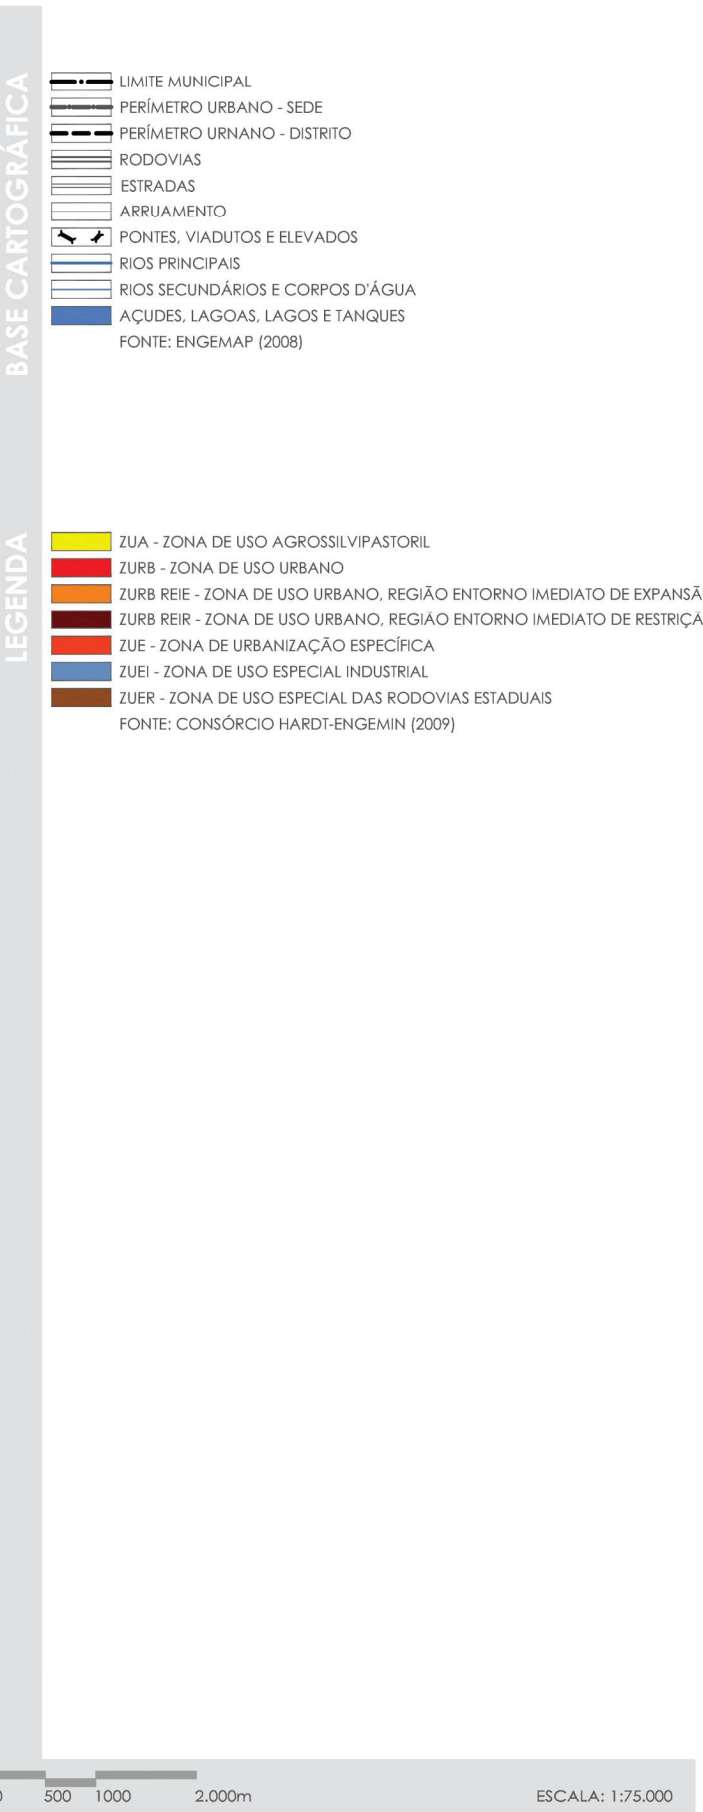 BASE CARTOGRÁFICA
LIMITE MUNICIPAL
PERÍMETRO URBANO - SEDE
PERÍMETRO URNANO - DISTRITO
RODOVIAS
ESTRADAS
ARRUAMENTO
PONTES, VIADUTOS E ELEVADOS
RIOS PRINCIPAIS
RIOS SECUNDÁRIOS E CORPOS D'ÁGUA
AÇUDES, LAGOAS, LAGOS E TANQUES
FONTE: ENGEMAP (2008)
LEGENDA
ZUA - ZONA DE USO AGROSSILVIPASTORIL
ZURB - ZONA DE USO URBANO
ZURB REIE - ZONA DE USO URBANO, REGIÃO ENTORNO IMEDIATO DE EXPANSÃ
ZURB REIR - ZONA DE USO URBANO, REGIÃO ENTORNO IMEDIATO DE RESTRIÇÃ
ZUE - ZONA DE URBANIZAÇÃO ESPECÍFICA
ZUEI - ZONA DE USO ESPECIAL INDUSTRIAL
ZUER - ZONA DE USO ESPECIAL DAS RODOVIAS ESTADUAIS
FONTE: CONSÓRCIO HARDT-ENGEMIN (2009)
0 500 1000 2.000m ESCALA: 1:75.000